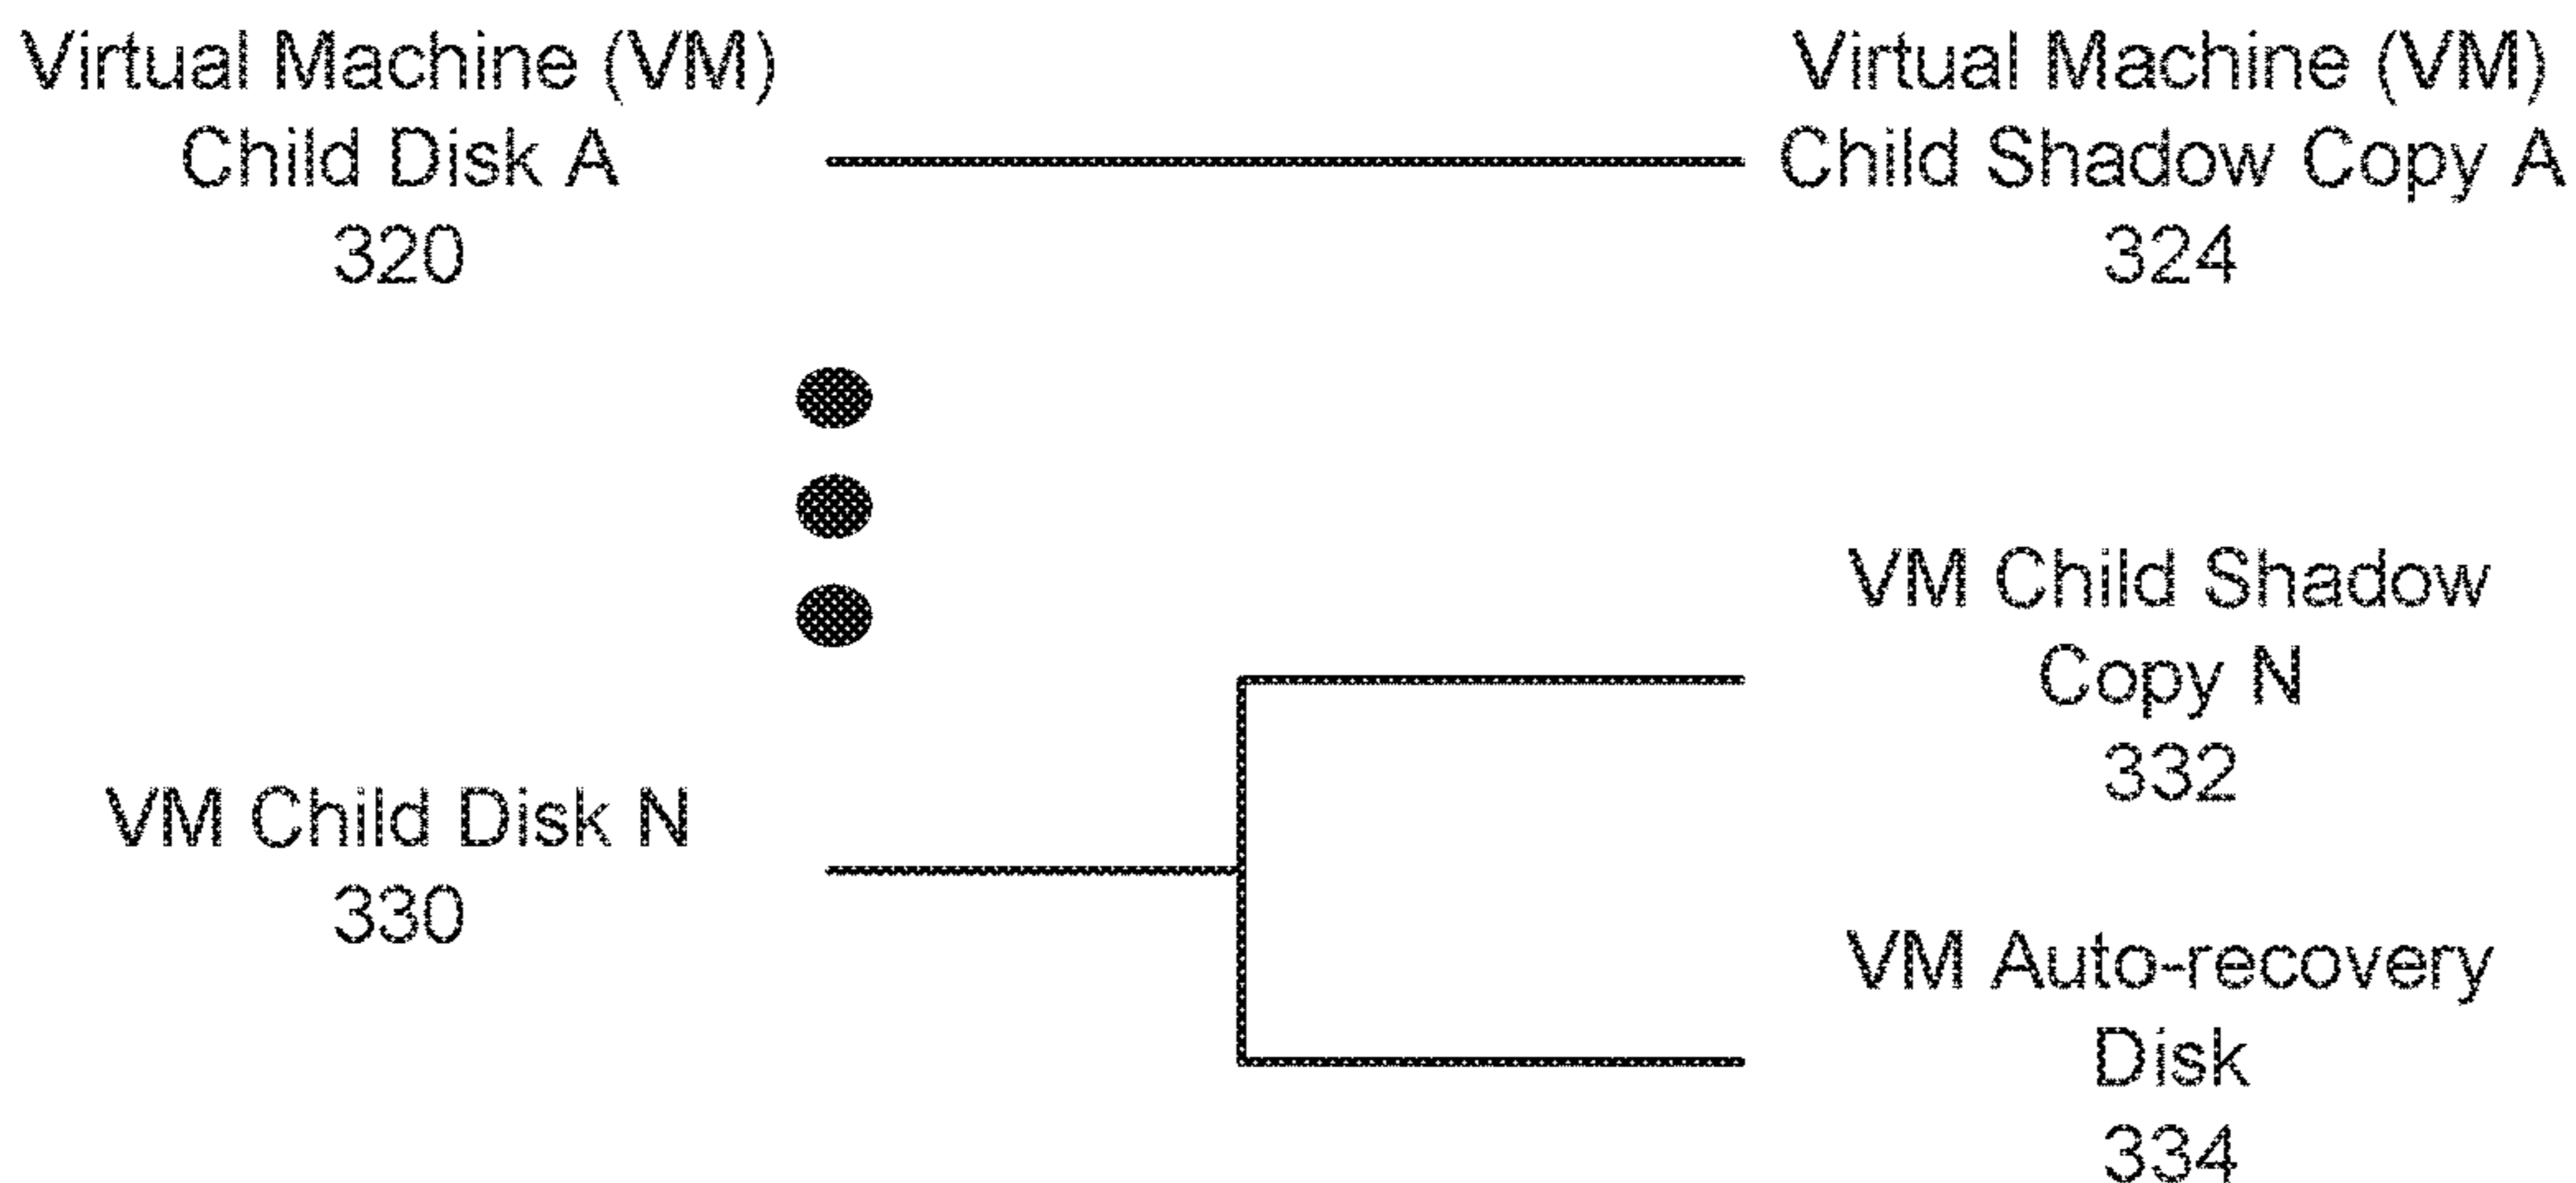 Virtual Machine (VM)
Child Disk A
320
Virtual Machine (VM)
Child Shadow Copy A
324
VM Child Disk N
330
VM Child Shadow
Copy N
332
VM Auto-recovery
Disk
334